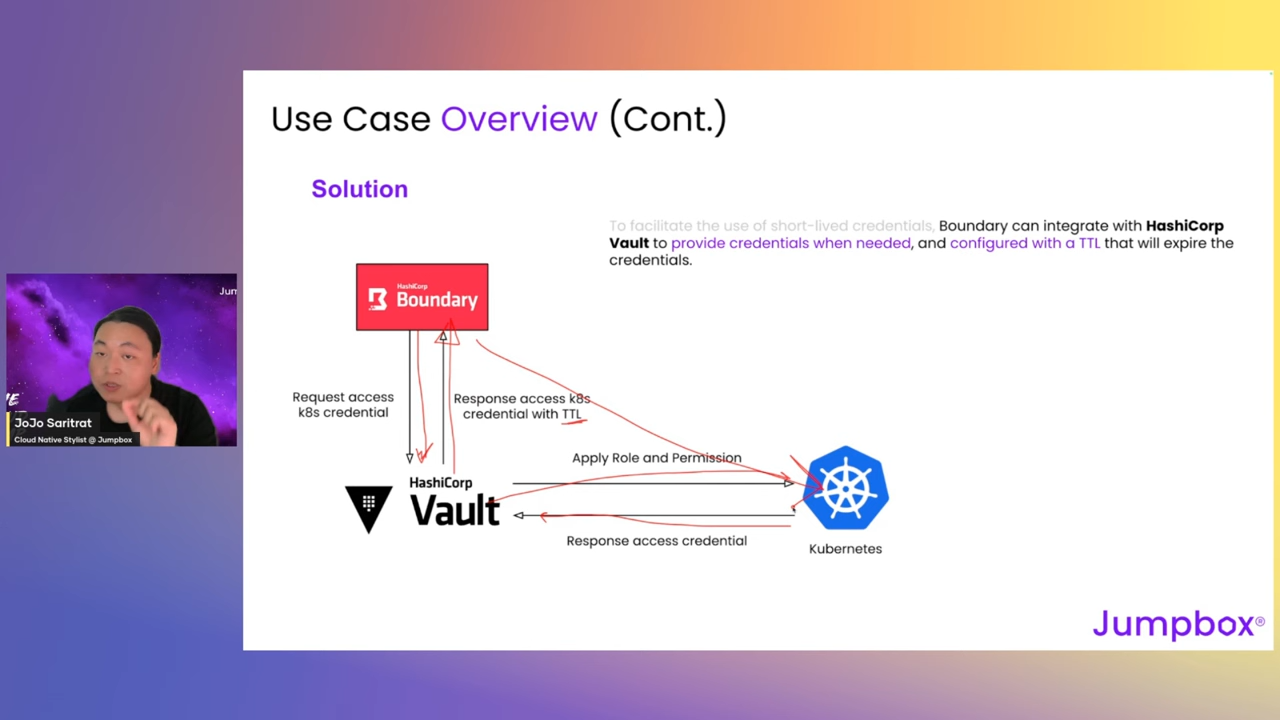 Use Case Overview (Cont.)
Solution
To facilitate the use of short-lived credentials, Boundary can integrate with HashiCorp
Vault to provide credentials when needed, and configured with a TTL that will expire the
credentials.
HashiCorp
Boundary
Request access
k8s credential
Response access k8s
credential with TTL
Apply Role and Permission
HashiCorp
Vault
Response access credential
Kubernetes
Jumpbox®
JoJo Saritrat
Cloud Native Stylist @ Jumpbox